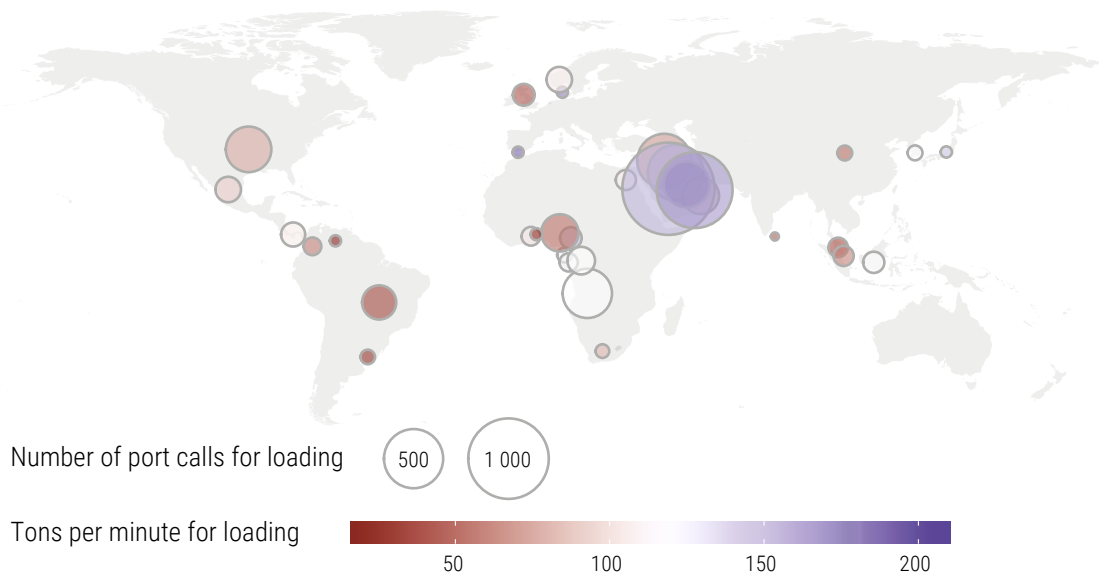 Number of port calls for loading 500 1 000
Tons per minute for loading
50 100 150 200